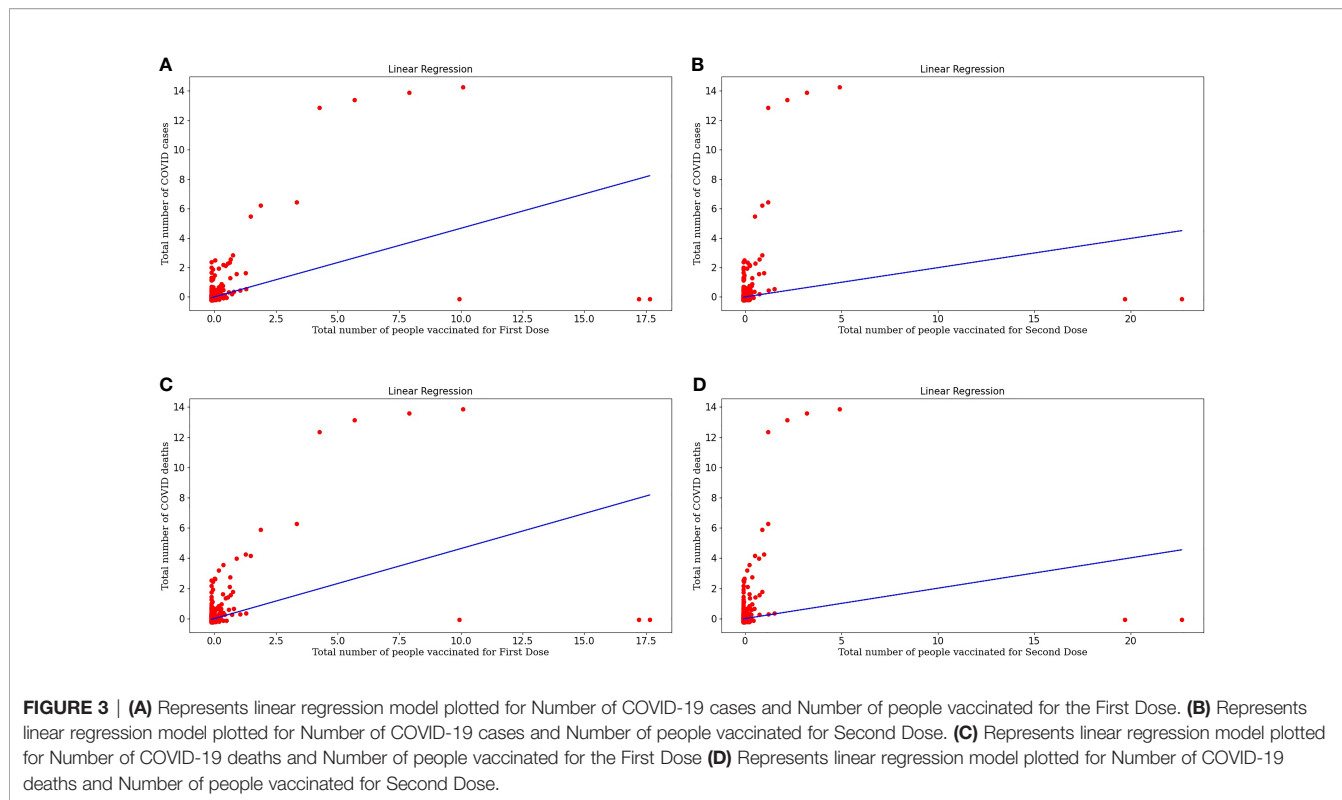 A
Linear Regression
Total number of COVID cases
14
12
10
8
6
4
2
0
0.0 2.5 5.0 7.5 10.0 12.5 15.0 17.5
Total number of people vaccinated for First Dose
B
Linear Regression
Total number of COVID cases
14
12
10
8
6
4
2
0
0 5 10 15 20
Total number of people vaccinated for Second Dose
C
Linear Regression
Total number of COVID deaths
14
12
10
8
6
4
2
0
0.0 2.5 5.0 7.5 10.0 12.5 15.0 17.5
Total number of people vaccinated for First Dose
D
Linear Regression
Total number of COVID deaths
14
12
10
8
6
4
2
0
0 5 10 15 20
Total number of people vaccinated for Second Dose
FIGURE 3 | (A) Represents linear regression model plotted for Number of COVID-19 cases and Number of people vaccinated for the First Dose. (B) Represents
linear regression model plotted for Number of COVID-19 cases and Number of people vaccinated for Second Dose. (C) Represents linear regression model plotted
for Number of COVID-19 deaths and Number of people vaccinated for the First Dose (D) Represents linear regression model plotted for Number of COVID-19
deaths and Number of people vaccinated for Second Dose.